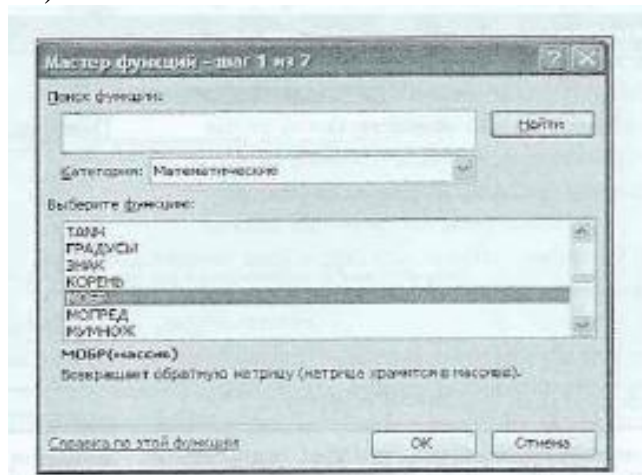 Мастер функций – шаг 1 из 2
Поиск функции:
Найти
Категория: Математические
Выберите функцию:
TANH
ГРАДУСЫ
ЗНАК
КОРЕНЬ
МОБР
МОПРЕД
МУМНОЖ
МОБР(массив)
Возвращает обратную матрицу (матрица хранится в массиве).
Справка по этой функции
ОК
Отмена